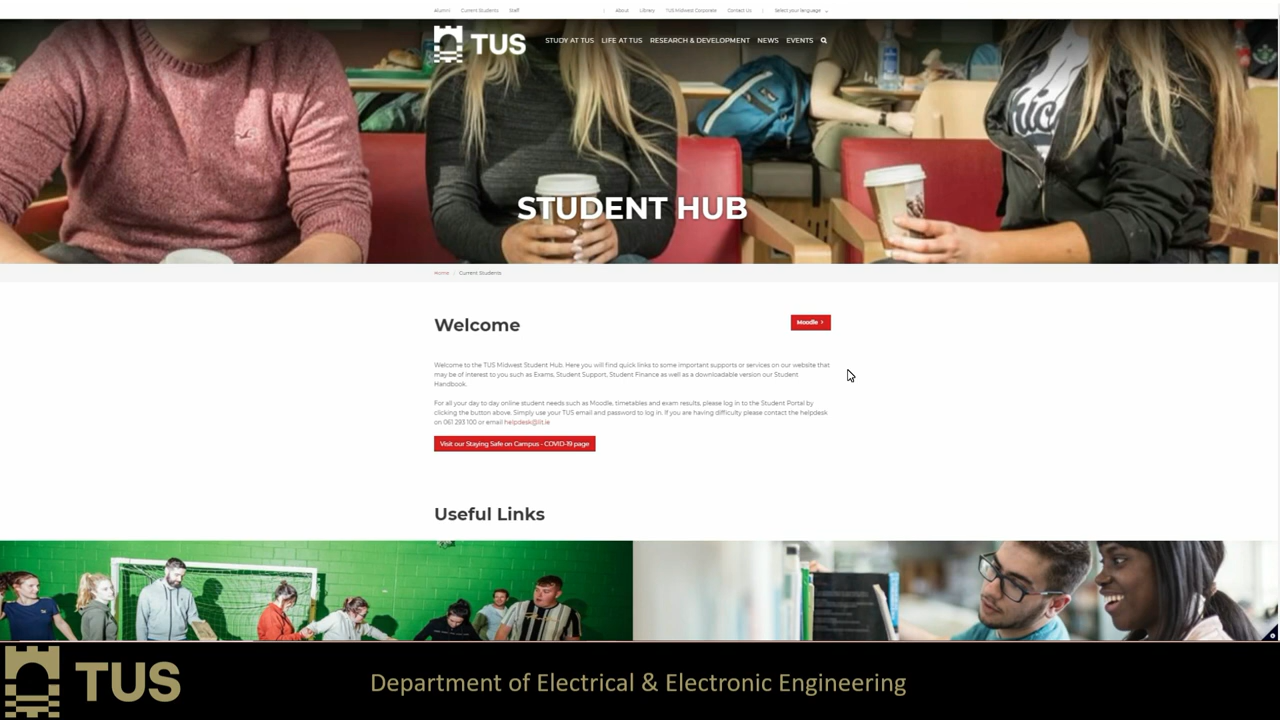 Alumni Current Students Staff | About Library TUS Midwest Corporate Contact Us | Select your language
TUS STUDY AT TUS LIFE AT TUS RESEARCH & DEVELOPMENT NEWS EVENTS
STUDENT HUB
Home | Current Students
Welcome
Moodle >
Welcome to the TUS Midwest Student Hub. Here you will find quick links to some important supports or services on our website that
may be of interest to you such as Exams, Student Support, Student Finance as well as a downloadable version our Student
Handbook.
For all your day to day online student needs such as Moodle, timetables and exam results, please log in to the Student Portal by
clicking the button above. Simply use your TUS email and password to log in. If you are having difficulty please contact the helpdesk
on 061 293 100 or email helpdesk@lit.ie
Visit our Staying Safe on Campus - COVID-19 page
Useful Links
TUS
Department of Electrical & Electronic Engineering